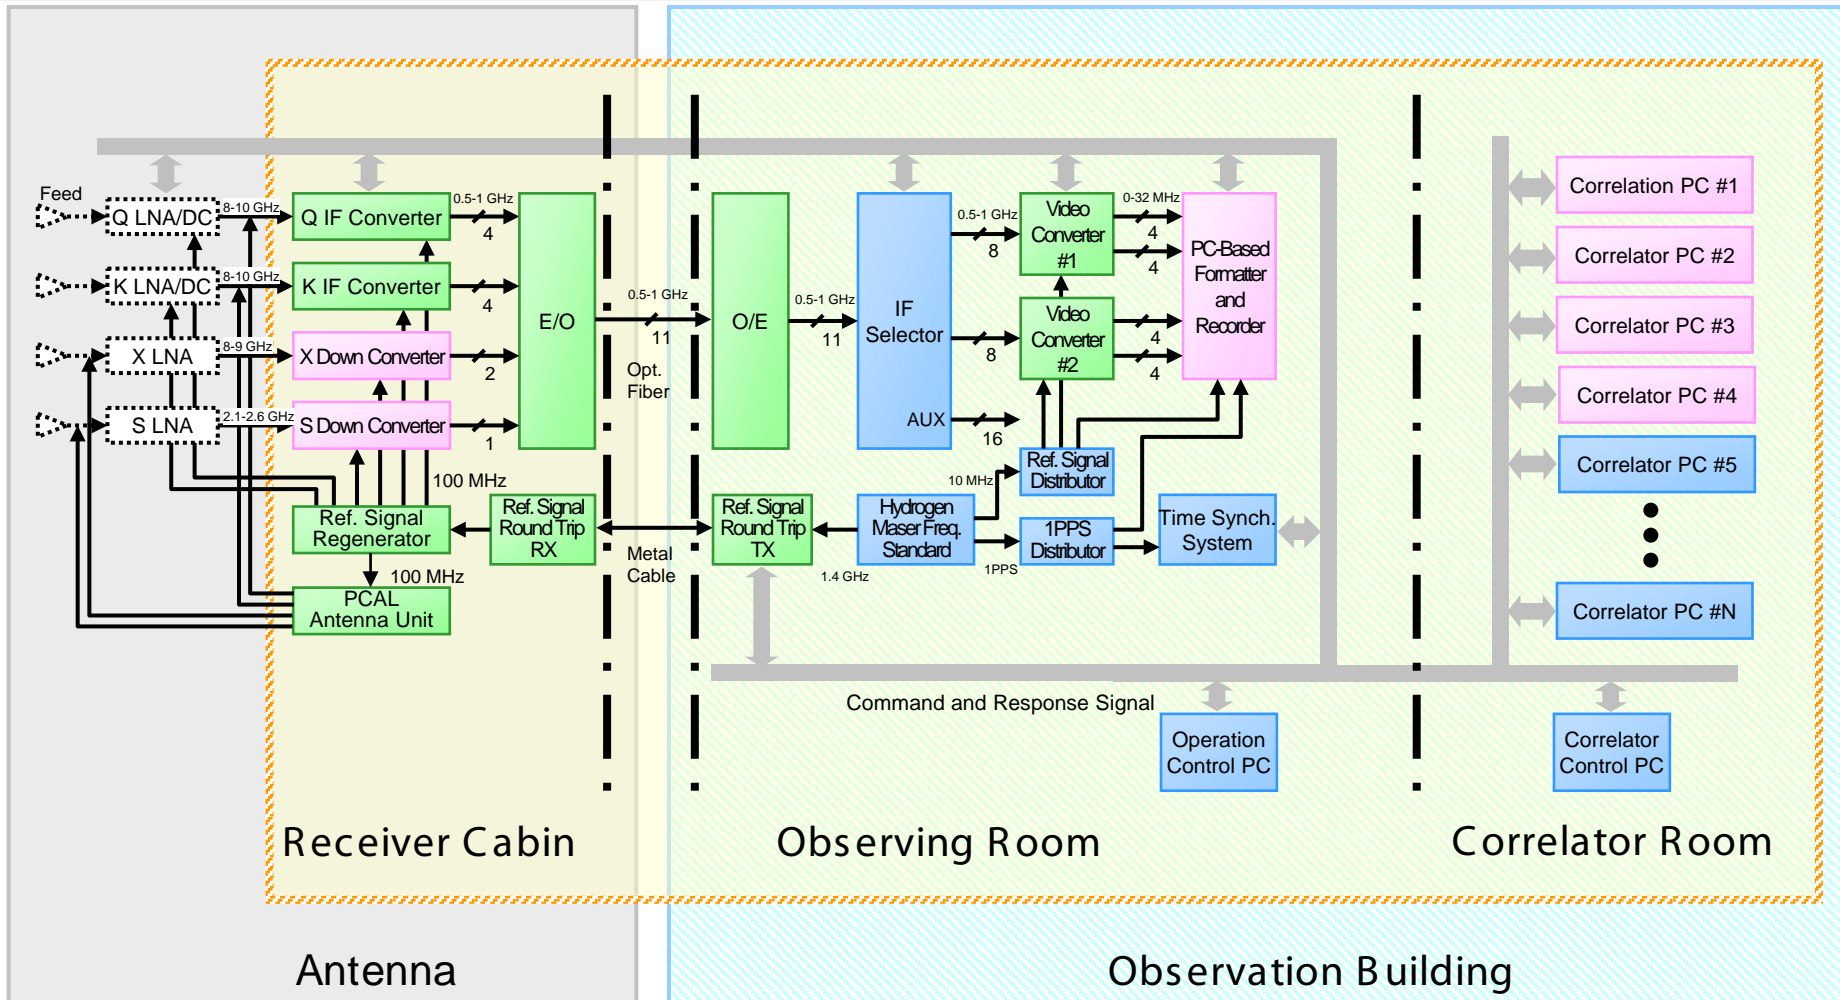 Feed
Q LNA/DC
8-10 GHz
Q IF Converter
0.5-1 GHz
4
K LNA/DC
8-10 GHz
K IF Converter
4
X LNA
8-9 GHz
X Down Converter
2
S LNA
2.1-2.6 GHz
S Down Converter
1
E/O
0.5-1 GHz
11
Opt.
Fiber
O/E
0.5-1 GHz
11
IF
Selector
AUX
0.5-1 GHz
8
8
16
Video
Converter
#1
0-32 MHz
4
4
Video
Converter
#2
4
4
PC-Based
Formatter
and
Recorder
100 MHz
Ref. Signal
Regenerator
100 MHz
PCAL
Antenna Unit
Ref. Signal
Round Trip
RX
Metal
Cable
Ref. Signal
Round Trip
TX
1.4 GHz
Hydrogen
Maser Freq.
Standard
10 MHz
1PPS
Ref. Signal
Distributor
1PPS
Distributor
Time Synch.
System
Command and Response Signal
Operation
Control PC
Correlation PC #1
Correlator PC #2
Correlator PC #3
Correlator PC #4
Correlator PC #5
Correlator PC #N
Correlator
Control PC
Receiver Cabin
Observing Room
Correlator Room
Antenna
Observation Building